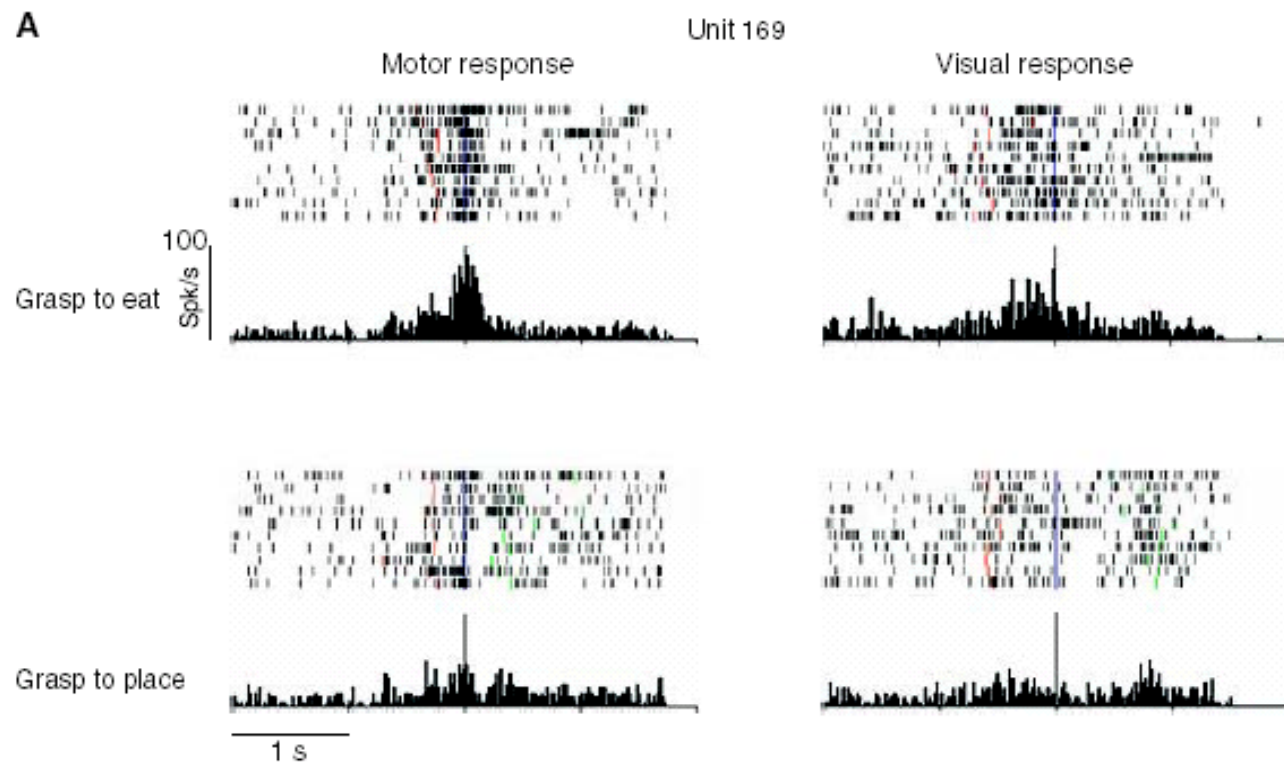 A
Unit 169
Motor response
Visual response
100
Spk/s
Grasp to eat
Grasp to place
1 s